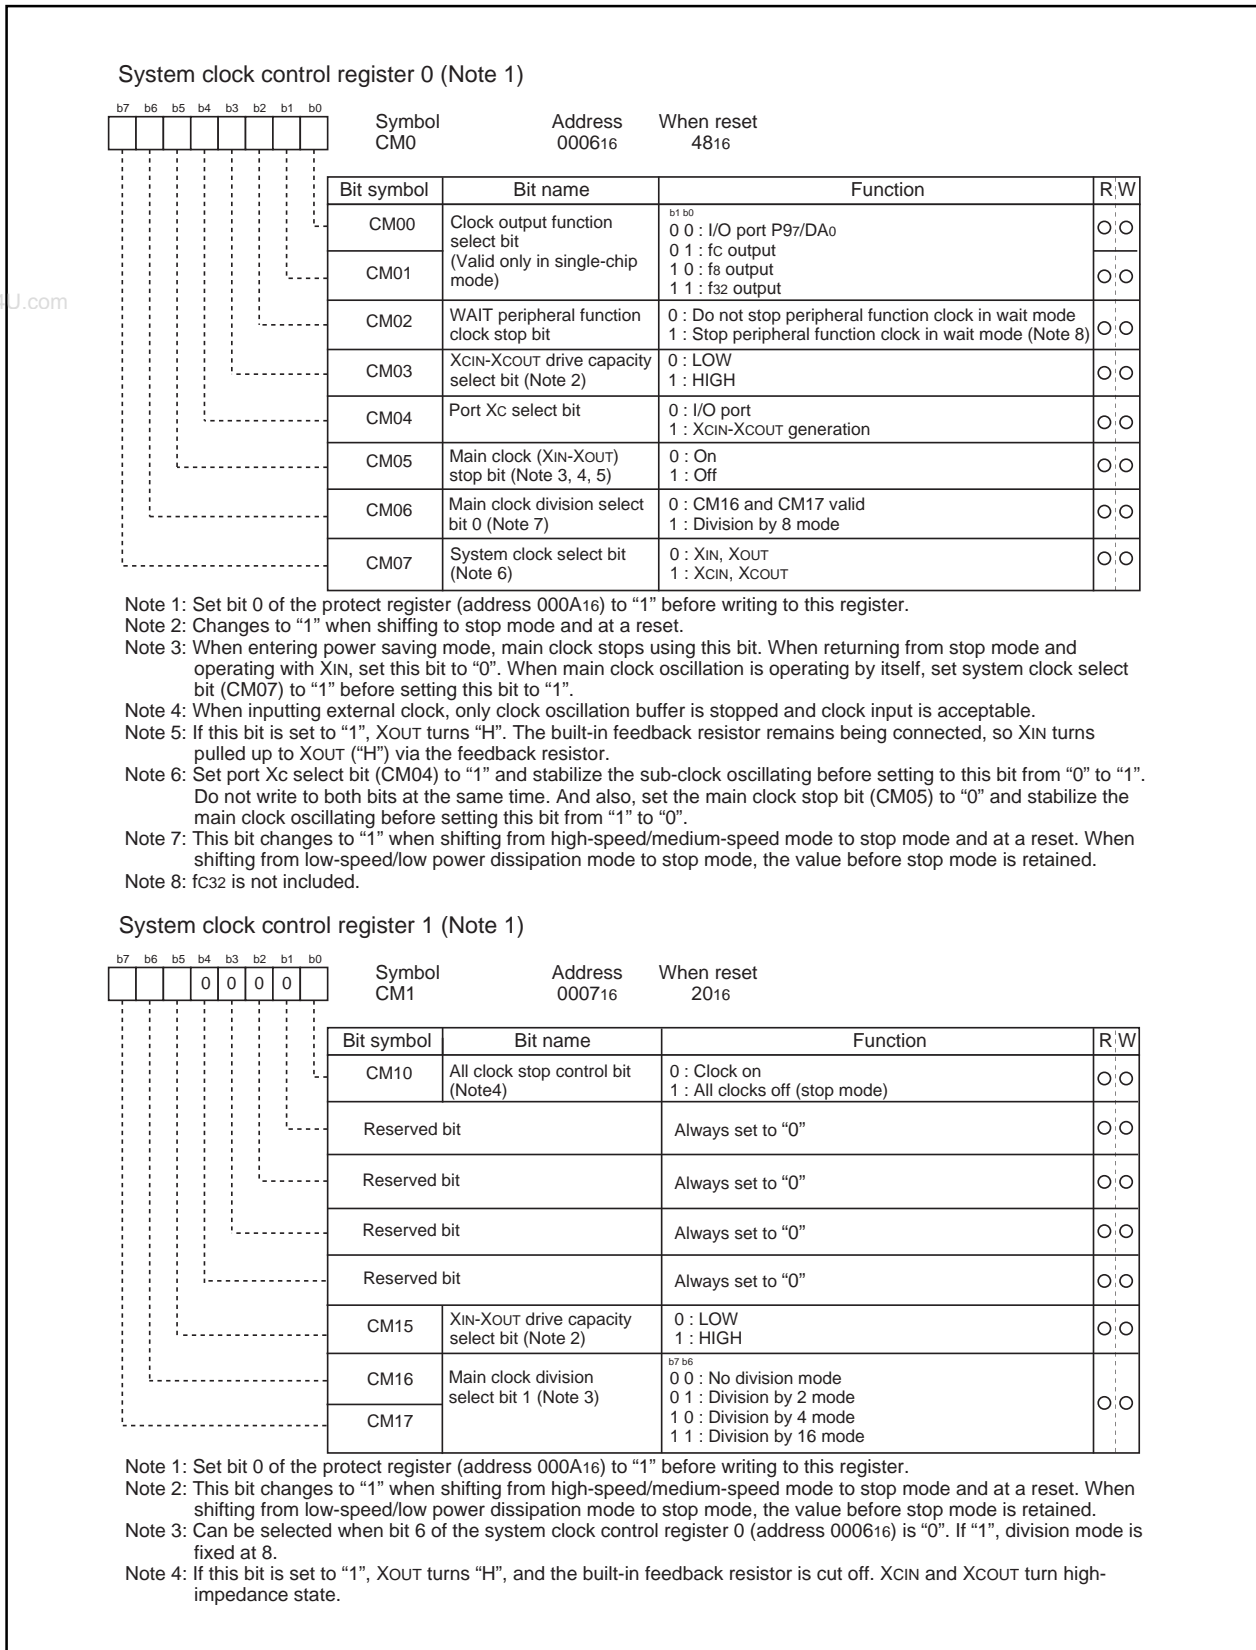 System clock control register 0 (Note 1)
b7 b6 b5 b4 b3 b2 b1 b0
Symbol Address When reset
CM0 000616 4816
Bit symbol Bit name Function R W
CM00 Clock output function select bit (Valid only in single-chip mode)
b1 b0
0 0 : I/O port P97/DA0
0 1 : fC output
CM01
1 0 : f8 output
1 1 : f32 output
4U.com
CM02 WAIT peripheral function clock stop bit
0 : Do not stop peripheral function clock in wait mode
1 : Stop peripheral function clock in wait mode (Note 8)
CM03 XCIN-XCOUT drive capacity select bit (Note 2)
0 : LOW
1 : HIGH
CM04 Port XC select bit
0 : I/O port
1 : XCIN-XCOUT generation
CM05 Main clock (XIN-XOUT) stop bit (Note 3, 4, 5)
0 : On
1 : Off
CM06 Main clock division select bit 0 (Note 7)
0 : CM16 and CM17 valid
1 : Division by 8 mode
CM07 System clock select bit (Note 6)
0 : XIN, XOUT
1 : XCIN, XCOUT
Note 1: Set bit 0 of the protect register (address 000A16) to “1” before writing to this register.
Note 2: Changes to “1” when shiffing to stop mode and at a reset.
Note 3: When entering power saving mode, main clock stops using this bit. When returning from stop mode and
operating with XIN, set this bit to “0”. When main clock oscillation is operating by itself, set system clock select
bit (CM07) to “1” before setting this bit to “1”.
Note 4: When inputting external clock, only clock oscillation buffer is stopped and clock input is acceptable.
Note 5: If this bit is set to “1”, XOUT turns “H”. The built-in feedback resistor remains being connected, so XIN turns
pulled up to XOUT (“H”) via the feedback resistor.
Note 6: Set port Xc select bit (CM04) to “1” and stabilize the sub-clock oscillating before setting to this bit from “0” to “1”.
Do not write to both bits at the same time. And also, set the main clock stop bit (CM05) to “0” and stabilize the
main clock oscillating before setting this bit from “1” to “0”.
Note 7: This bit changes to “1” when shifting from high-speed/medium-speed mode to stop mode and at a reset. When
shifting from low-speed/low power dissipation mode to stop mode, the value before stop mode is retained.
Note 8: fC32 is not included.
System clock control register 1 (Note 1)
b7 b6 b5 b4 b3 b2 b1 b0
0 0 0 0
Symbol Address When reset
CM1 000716 2016
Bit symbol Bit name Function R W
CM10 All clock stop control bit (Note4)
0 : Clock on
1 : All clocks off (stop mode)
Reserved bit Always set to “0”
Reserved bit Always set to “0”
Reserved bit Always set to “0”
Reserved bit Always set to “0”
CM15 XIN-XOUT drive capacity select bit (Note 2)
0 : LOW
1 : HIGH
CM16 Main clock division select bit 1 (Note 3)
b7 b6
0 0 : No division mode
0 1 : Division by 2 mode
CM17
1 0 : Division by 4 mode
1 1 : Division by 16 mode
Note 1: Set bit 0 of the protect register (address 000A16) to “1” before writing to this register.
Note 2: This bit changes to “1” when shifting from high-speed/medium-speed mode to stop mode and at a reset. When
shifting from low-speed/low power dissipation mode to stop mode, the value before stop mode is retained.
Note 3: Can be selected when bit 6 of the system clock control register 0 (address 000616) is “0”. If “1”, division mode is
fixed at 8.
Note 4: If this bit is set to “1”, XOUT turns “H”, and the built-in feedback resistor is cut off. XCIN and XCOUT turn high-
impedance state.